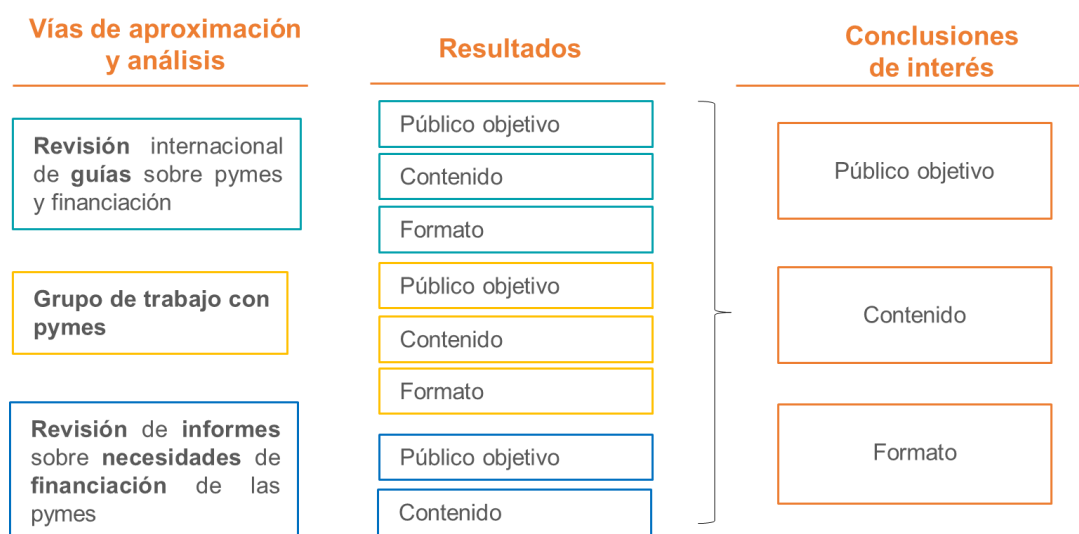 Vías de aproximación
y análisis
Resultados
Conclusiones
de interés
Revisión internacional
de guías sobre pymes
y financiación
Grupo de trabajo con
pymes
Revisión de informes
sobre necesidades de
financiación de las
pymes
Público objetivo
Contenido
Formato
Público objetivo
Contenido
Formato
Público objetivo
Contenido
Público objetivo
Contenido
Formato